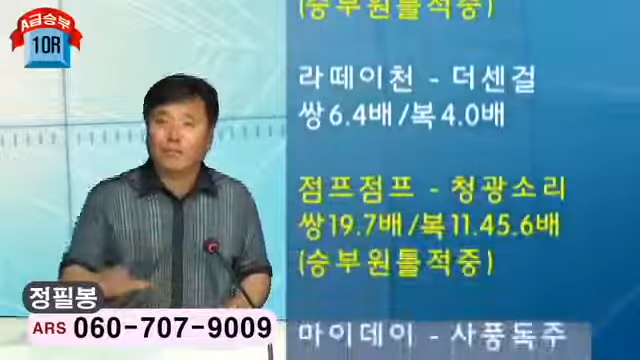 A급승부
10R
(승부원틀적중)
라떼이천 - 더센걸
쌍6.4배/복4.0배
점프점프 - 청광소리
쌍19.7배/복11.45.6배
(승부원틀적중)
마이데이 - 사풍독주
정필봉
ARS 060-707-9009